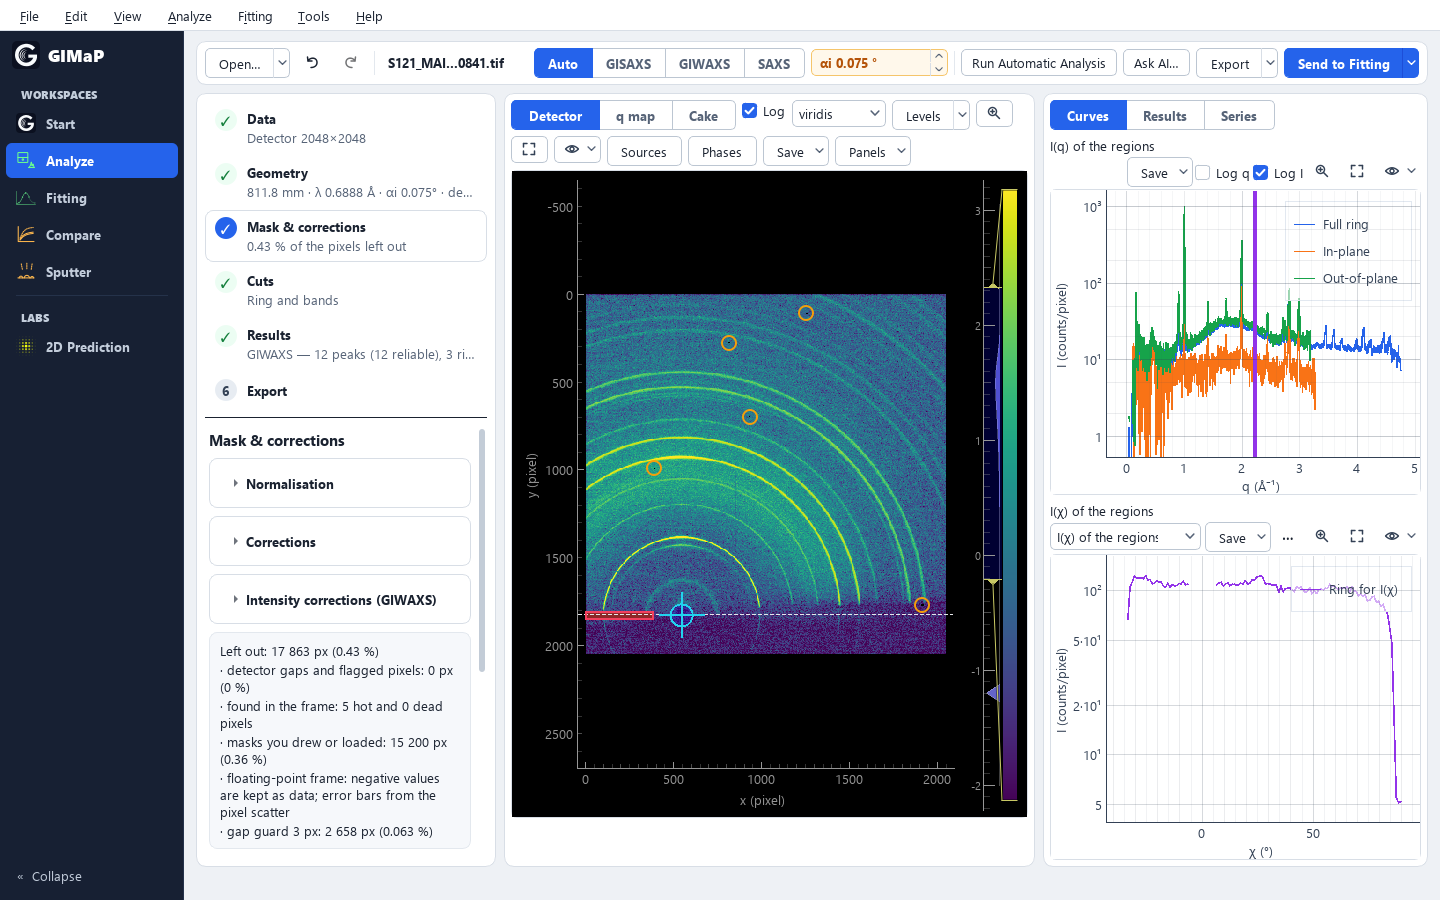 File Edit View Analyze Fitting Tools Help
GIMaP
WORKSPACES
Start
Analyze
Fitting
Compare
Sputter
LABS
2D Prediction
« Collapse
Open... S121_MAI...0841.tif Auto GISAXS GIWAXS SAXS αi 0.075 ° Run Automatic Analysis Ask AI... Export Send to Fitting
Data
Detector 2048×2048
Geometry
811.8 mm · λ 0.6888 Å · αi 0.075° · de...
Mask & corrections
0.43 % of the pixels left out
Cuts
Ring and bands
Results
GIWAXS — 12 peaks (12 reliable), 3 ri...
6 Export
Mask & corrections
Normalisation
Corrections
Intensity corrections (GIWAXS)
Left out: 17 863 px (0.43 %)
· detector gaps and flagged pixels: 0 px
(0 %)
· found in the frame: 5 hot and 0 dead
pixels
· masks you drew or loaded: 15 200 px
(0.36 %)
· floating-point frame: negative values
are kept as data; error bars from the
pixel scatter
· gap guard 3 px: 2 658 px (0.063 %)
Detector q map Cake Log viridis Levels
Sources Phases Save Panels
-500
0
500
1000
1500
2000
2500
y (pixel)
0 500 1000 1500 2000
x (pixel)
3
2
1
0
-1
-2
Curves Results Series
I(q) of the regions
Save Log q Log I
Full ring
In-plane
Out-of-plane
10³
10²
10¹
1
I (counts/pixel)
0 1 2 3 4 5
q (Å⁻¹)
I(χ) of the regions
I(χ) of the regions Save ...
Ring for I(χ)
10²
5·10¹
2·10¹
10¹
5
I (counts/pixel)
0 50
χ (°)